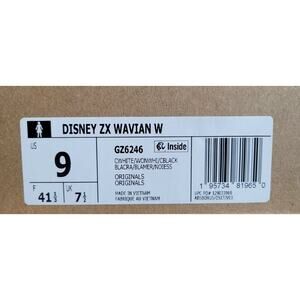 DISNEY ZX WAVIAN W
US
9
F
41⅓
UK
7½
GZ6246
Inside
CWHITE/WONWHI/CBLACK
BLACRA/BLAMER/NOIESS
ORIGINALS
ORIGINALS
MADE IN VIETNAM
FABRIQUE AU VIETNAM
1 95734 81965 0